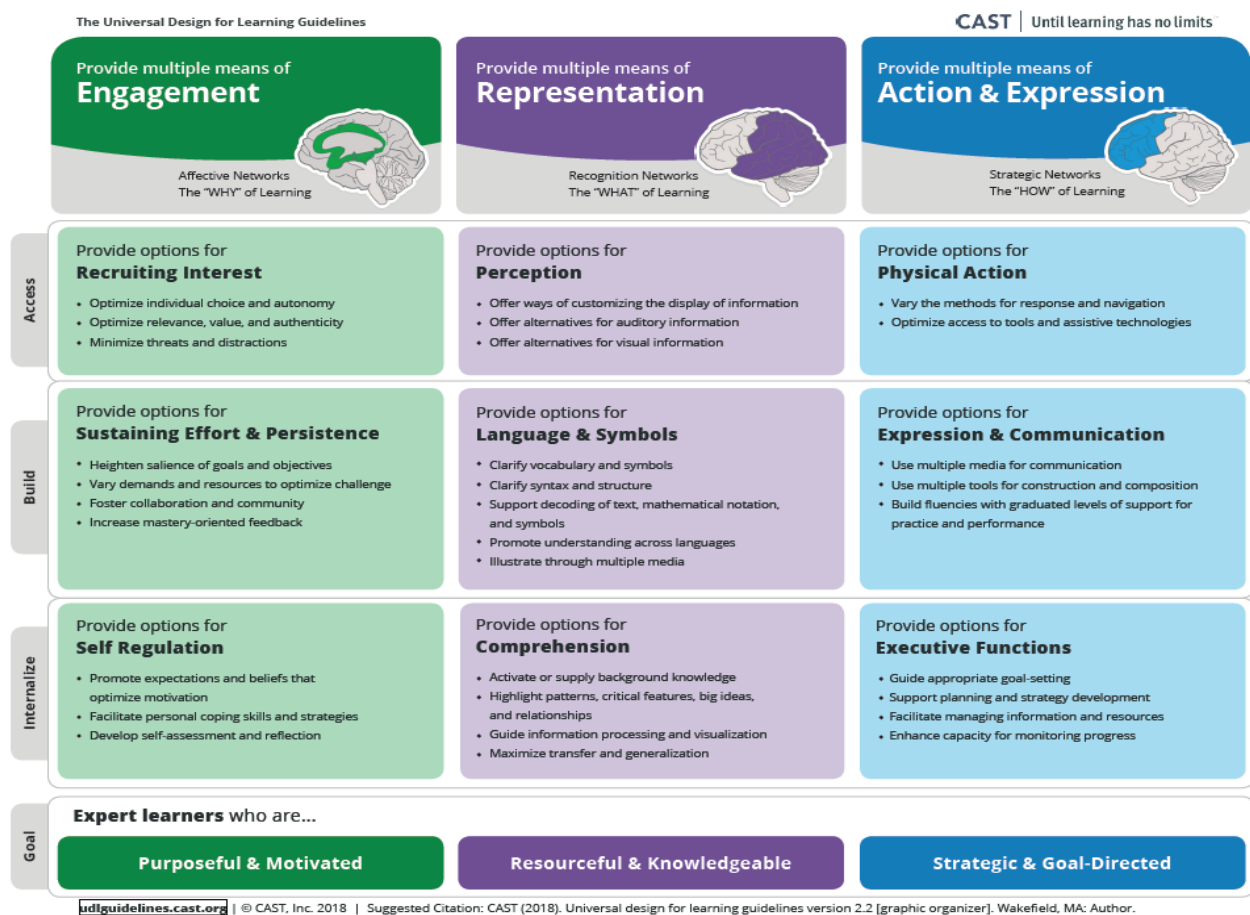 The Universal Design for Learning Guidelines
CAST | Until learning has no limits
Provide multiple means of
Engagement
Affective Networks
The "WHY" of Learning
Provide multiple means of
Representation
Recognition Networks
The "WHAT" of Learning
Provide multiple means of
Action & Expression
Strategic Networks
The "HOW" of Learning
Access
Provide options for
Recruiting Interest
• Optimize individual choice and autonomy
• Optimize relevance, value, and authenticity
• Minimize threats and distractions
Provide options for
Perception
• Offer ways of customizing the display of information
• Offer alternatives for auditory information
• Offer alternatives for visual information
Provide options for
Physical Action
• Vary the methods for response and navigation
• Optimize access to tools and assistive technologies
Build
Provide options for
Sustaining Effort & Persistence
• Heighten salience of goals and objectives
• Vary demands and resources to optimize challenge
• Foster collaboration and community
• Increase mastery-oriented feedback
Provide options for
Language & Symbols
• Clarify vocabulary and symbols
• Clarify syntax and structure
• Support decoding of text, mathematical notation,
and symbols
• Promote understanding across languages
• Illustrate through multiple media
Provide options for
Expression & Communication
• Use multiple media for communication
• Use multiple tools for construction and composition
• Build fluencies with graduated levels of support for
practice and performance
Internalize
Provide options for
Self Regulation
• Promote expectations and beliefs that
optimize motivation
• Facilitate personal coping skills and strategies
• Develop self-assessment and reflection
Provide options for
Comprehension
• Activate or supply background knowledge
• Highlight patterns, critical features, big ideas,
and relationships
• Guide information processing and visualization
• Maximize transfer and generalization
Provide options for
Executive Functions
• Guide appropriate goal-setting
• Support planning and strategy development
• Facilitate managing information and resources
• Enhance capacity for monitoring progress
Goal
Expert learners who are...
Purposeful & Motivated
Resourceful & Knowledgeable
Strategic & Goal-Directed
udlguidelines.cast.org | © CAST, Inc. 2018 | Suggested Citation: CAST (2018). Universal design for learning guidelines version 2.2 [graphic organizer]. Wakefield, MA: Author.